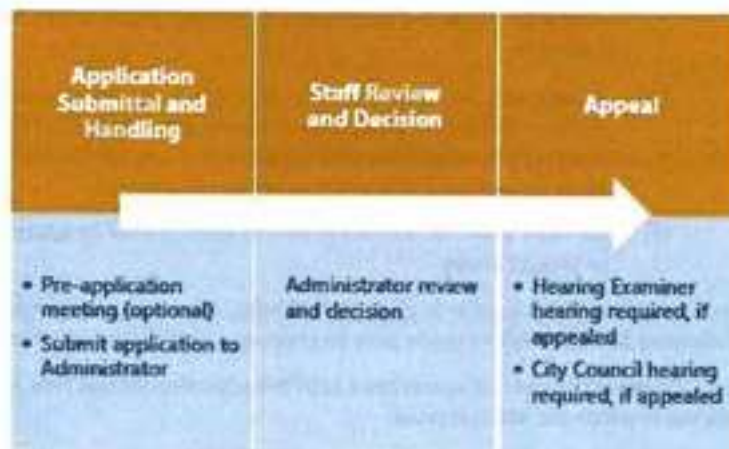 Application
Submittal and
Handling
Staff Review
and Decision
Appeal
• Pre-application
meeting (optional)
• Submit application to
Administrator
Administrator review
and decision
• Hearing Examiner
hearing required, if
appealed
• City Council hearing
required, if appealed